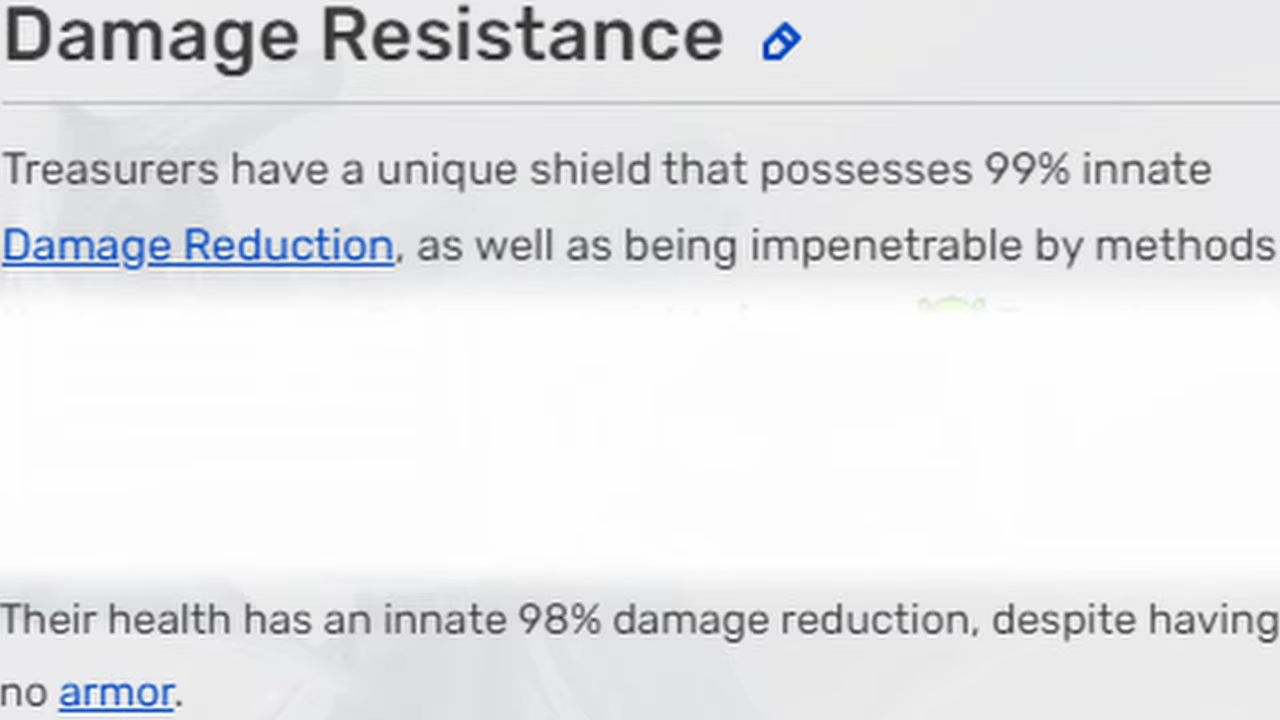 Damage Resistance
Treasurers have a unique shield that possesses 99% innate
Damage Reduction, as well as being impenetrable by methods
Their health has an innate 98% damage reduction, despite having
no armor.